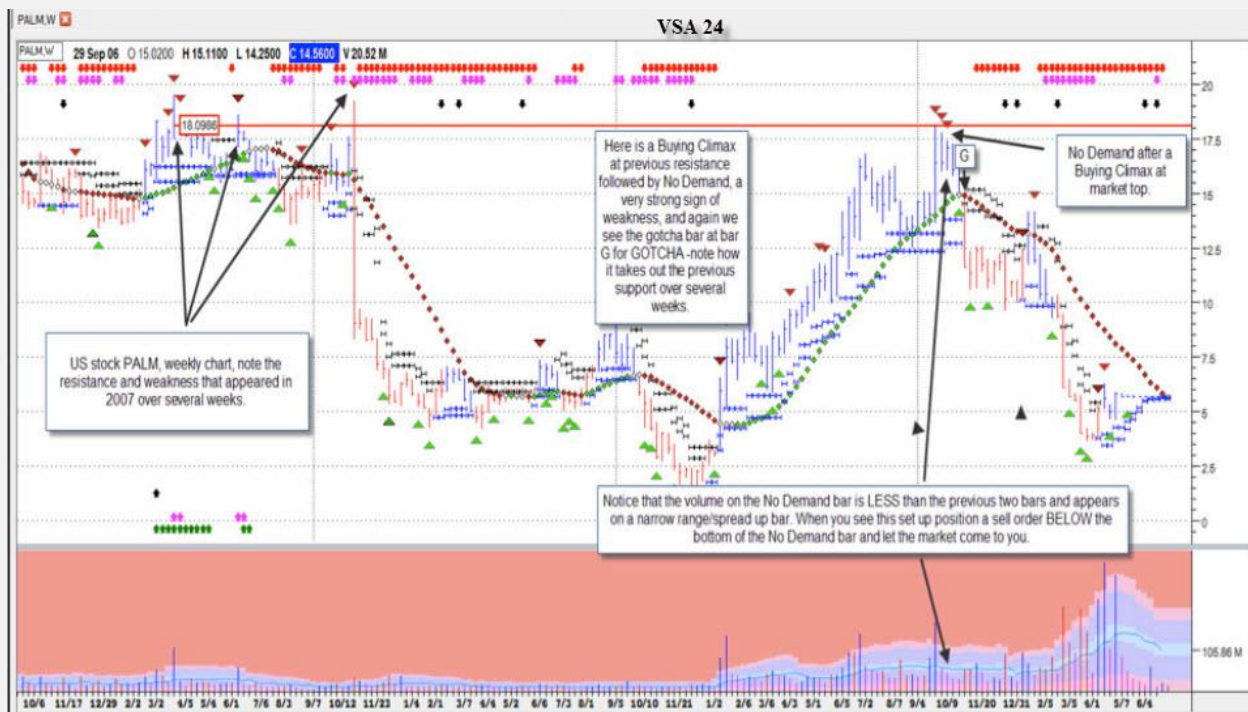 PALM,W
VSA 24
PALM,W 29 Sep 06 O 15.0200 H 15.1100 L 14.2500 C 14.5600 V 20.52 M
20
18.0986
17.5
15
12.5
10
7.5
5
2.5
0
Here is a Buying Climax
at previous resistance
followed by No Demand, a
very strong sign of
weakness, and again we
see the gotcha bar at bar
G for GOTCHA -note how
it takes out the previous
support over several
weeks.
G
No Demand after a
Buying Climax at
market top.
US stock PALM, weekly chart, note the
resistance and weakness that appeared in
2007 over several weeks.
Notice that the volume on the No Demand bar is LESS than the previous two bars and appears
on a narrow range/spread up bar. When you see this set up position a sell order BELOW the
bottom of the No Demand bar and let the market come to you.
105.86 M
10/6 11/17 12/29 2/9 3/2 4/5 4/20 6/1 7/6 8/3 9/7 10/12 11/23 1/4 2/1 3/7 4/4 5/2 6/6 7/3 8/1 9/5 10/10 11/21 1/2 2/6 3/6 4/3 5/1 6/5 7/2 8/7 9/4 10/9 11/20 12/31 2/5 3/5 4/1 5/7 6/4